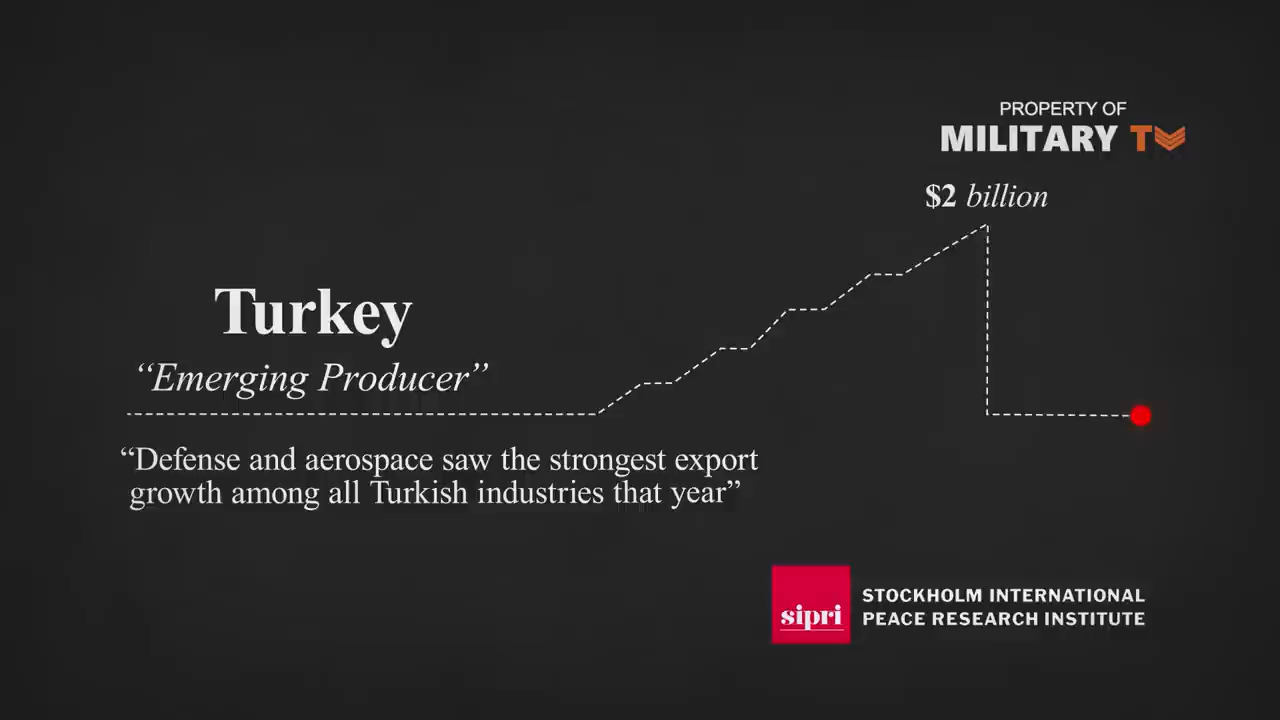 PROPERTY OF
MILITARY TV
$2 billion
Turkey
“Emerging Producer”
“Defense and aerospace saw the strongest export
growth among all Turkish industries that year”
sipri
STOCKHOLM INTERNATIONAL
PEACE RESEARCH INSTITUTE